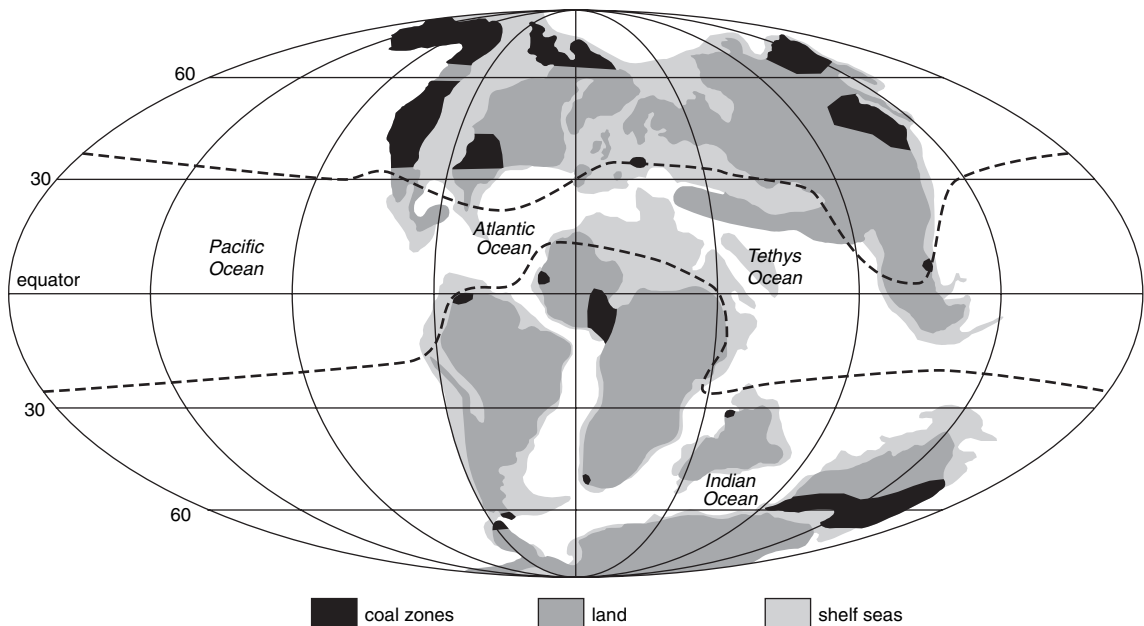 60
30
Atlantic
Ocean
Pacific
Ocean
Tethys
Ocean
equator
30
Indian
Ocean
60
coal zones
land
shelf seas